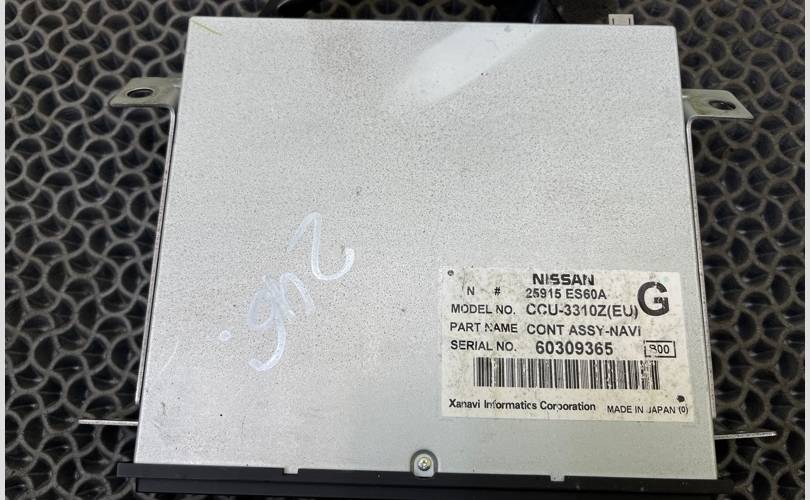 NISSAN
N # 25915 ES60A
G
MODEL NO. CCU-3310Z(EU)
PART NAME CONT ASSY-NAVI
SERIAL NO. 60309365
Xanavi Informatics Corporation MADE IN JAPAN (0)